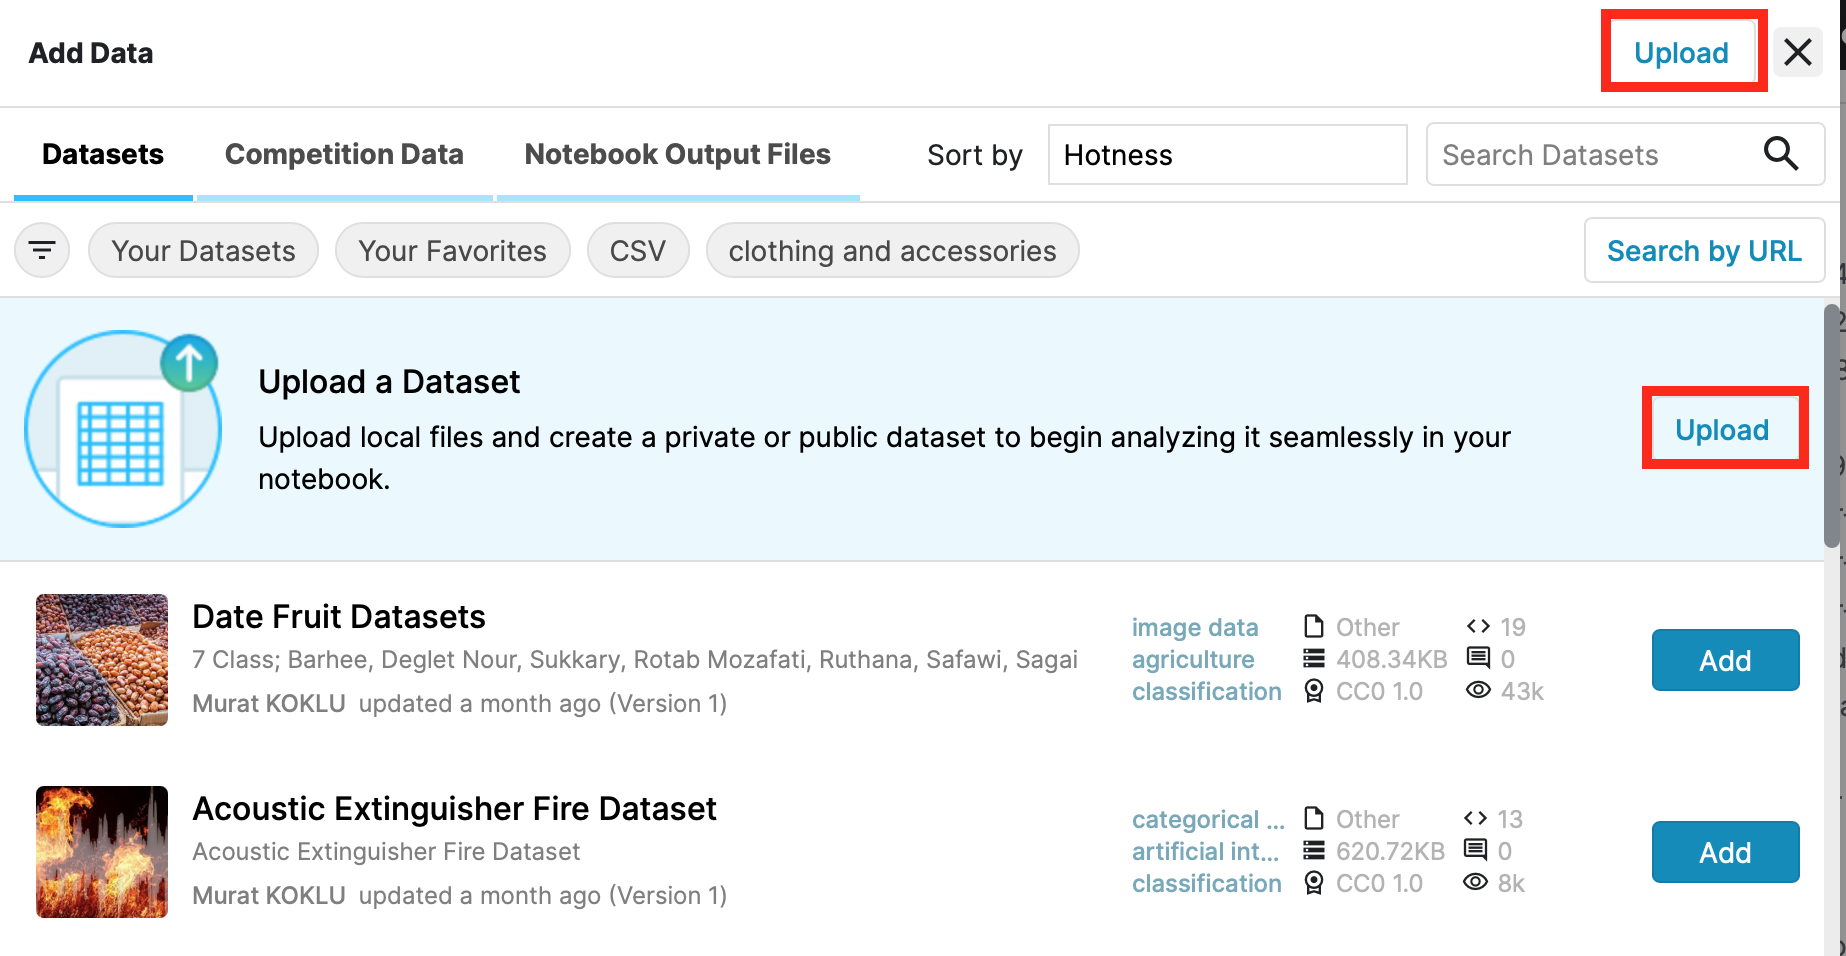 Add Data
Upload
Datasets
Competition Data
Notebook Output Files
Sort by
Hotness
Search Datasets
Your Datasets
Your Favorites
CSV
clothing and accessories
Search by URL
Upload a Dataset
Upload local files and create a private or public dataset to begin analyzing it seamlessly in your
notebook.
Upload
Date Fruit Datasets
7 Class; Barhee, Deglet Nour, Sukkary, Rotab Mozafati, Ruthana, Safawi, Sagai
Murat KOKLU updated a month ago (Version 1)
image data
agriculture
classification
Other
408.34KB
CC0 1.0
19
0
43k
Add
Acoustic Extinguisher Fire Dataset
Acoustic Extinguisher Fire Dataset
Murat KOKLU updated a month ago (Version 1)
categorical ...
artificial int...
classification
Other
620.72KB
CC0 1.0
13
0
8k
Add